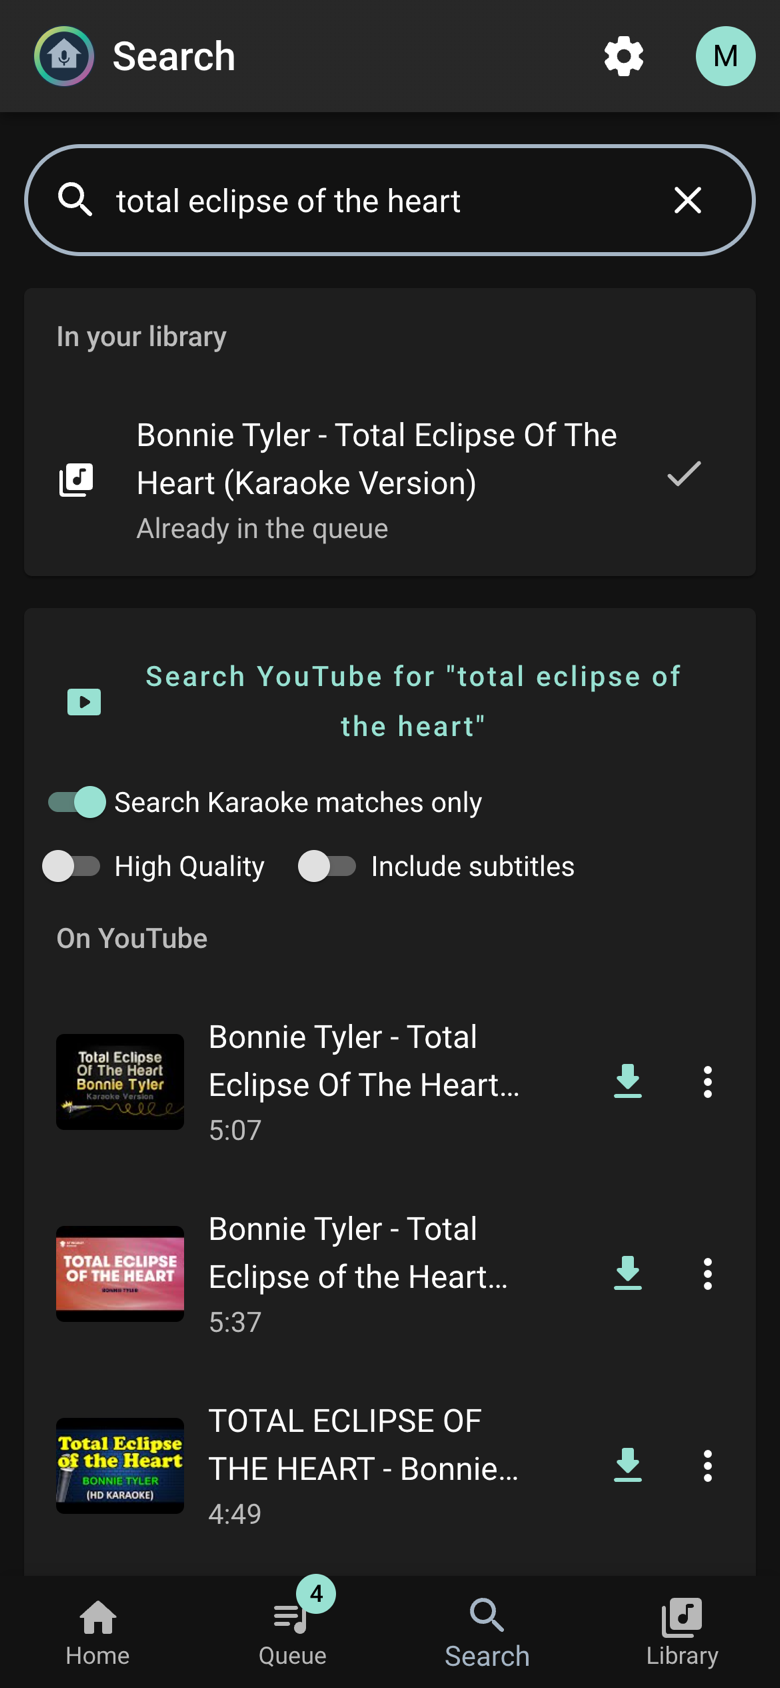 Search
M
total eclipse of the heart
In your library
Bonnie Tyler - Total Eclipse Of The
Heart (Karaoke Version)
Already in the queue
Search YouTube for "total eclipse of
the heart"
Search Karaoke matches only
High Quality
Include subtitles
On YouTube
Total Eclipse
Of The Heart
Bonnie Tyler
Karaoke Version
Bonnie Tyler - Total
Eclipse Of The Heart...
5:07
TOTAL ECLIPSE
OF THE HEART
BONNIE TYLER
Bonnie Tyler - Total
Eclipse of the Heart...
5:37
Total Eclipse
of the Heart
BONNIE TYLER
(HD KARAOKE)
TOTAL ECLIPSE OF
THE HEART - Bonnie...
4:49
4
Home
Queue
Search
Library